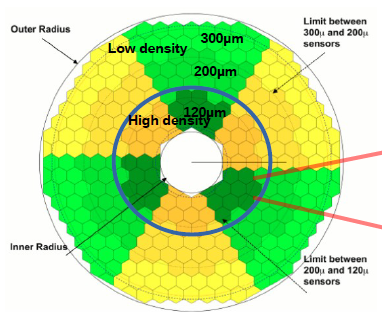 Outer Radius
Low density
300μm
Limit between
300μ and 200μ
sensors
200μm
120μm
High density
Inner Radius
Limit between
200μ and 120μ
sensors